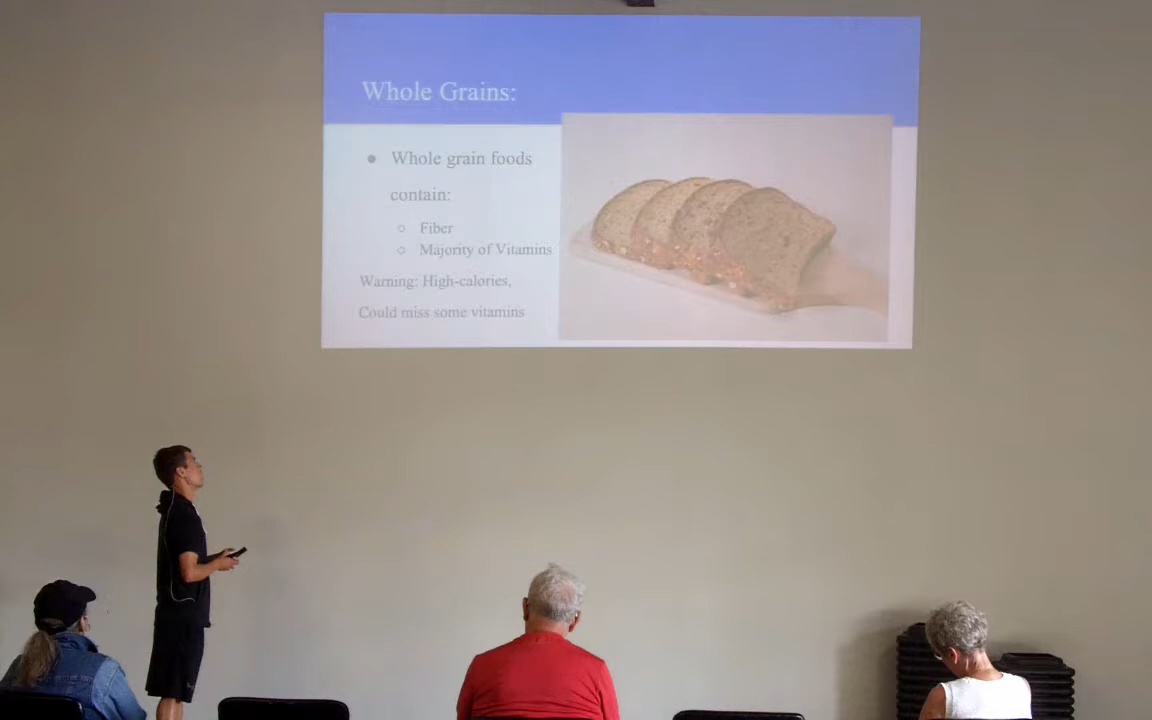 Whole Grains:
● Whole grain foods
contain:
○ Fiber
○ Majority of Vitamins
Warning: High-calories,
Could miss some vitamins